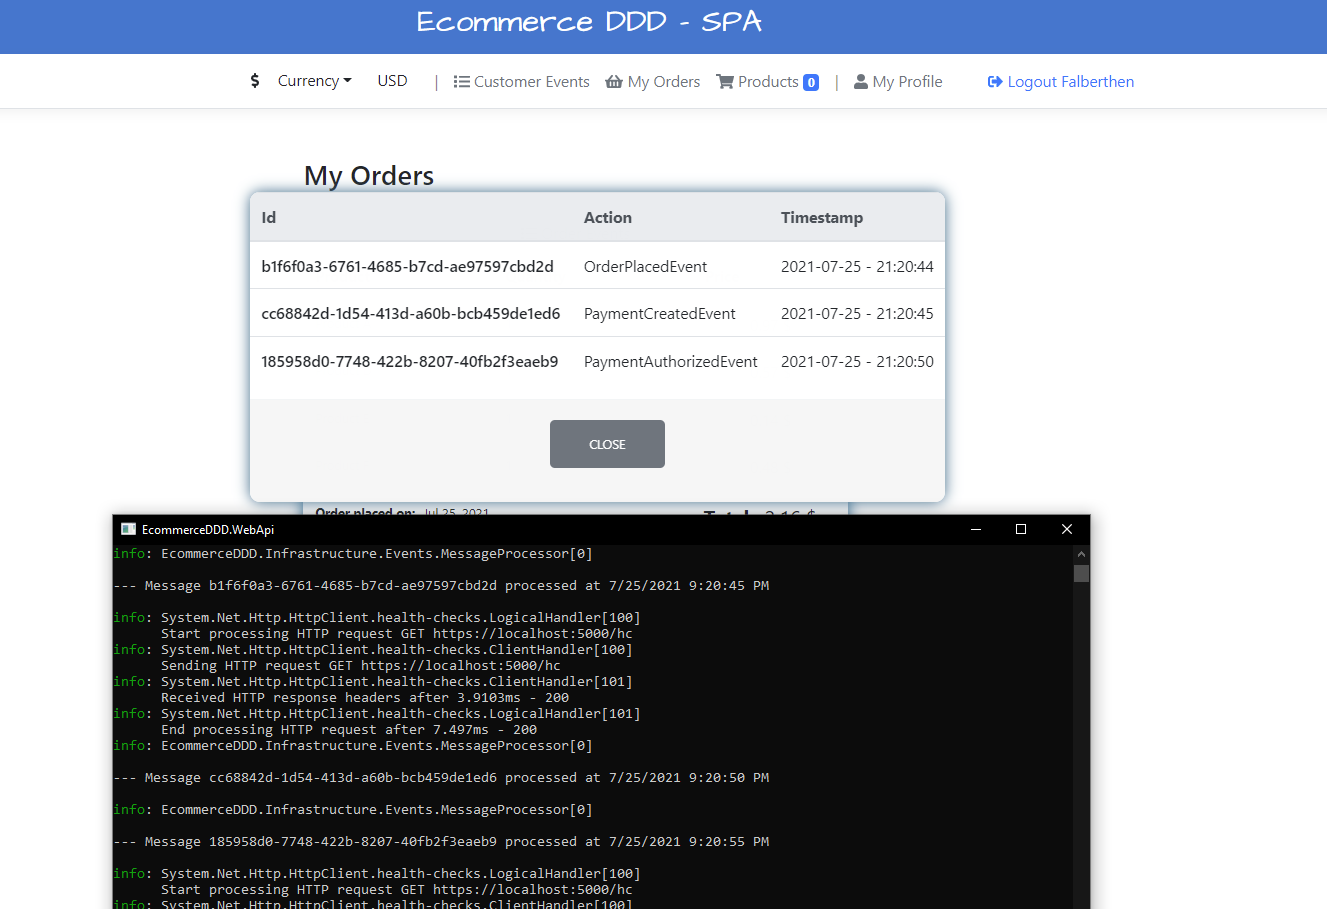 Ecommerce DDD - SPA
$ Currency USD | Customer Events My Orders Products 0 | My Profile Logout Falberthen
My Orders
Id Action Timestamp
b1f6f0a3-6761-4685-b7cd-ae97597cbd2d OrderPlacedEvent 2021-07-25 - 21:20:44
cc68842d-1d54-413d-a60b-bcb459de1ed6 PaymentCreatedEvent 2021-07-25 - 21:20:45
185958d0-7748-422b-8207-40fb2f3eaeb9 PaymentAuthorizedEvent 2021-07-25 - 21:20:50
CLOSE
Order placed on: Jul 25, 2021 Total: 2.16 $
EcommerceDDD.WebApi
info: EcommerceDDD.Infrastructure.Events.MessageProcessor[0]
--- Message b1f6f0a3-6761-4685-b7cd-ae97597cbd2d processed at 7/25/2021 9:20:45 PM
info: System.Net.Http.HttpClient.health-checks.LogicalHandler[100]
Start processing HTTP request GET https://localhost:5000/hc
info: System.Net.Http.HttpClient.health-checks.ClientHandler[100]
Sending HTTP request GET https://localhost:5000/hc
info: System.Net.Http.HttpClient.health-checks.ClientHandler[101]
Received HTTP response headers after 3.9103ms - 200
info: System.Net.Http.HttpClient.health-checks.LogicalHandler[101]
End processing HTTP request after 7.497ms - 200
info: EcommerceDDD.Infrastructure.Events.MessageProcessor[0]
--- Message cc68842d-1d54-413d-a60b-bcb459de1ed6 processed at 7/25/2021 9:20:50 PM
info: EcommerceDDD.Infrastructure.Events.MessageProcessor[0]
--- Message 185958d0-7748-422b-8207-40fb2f3eaeb9 processed at 7/25/2021 9:20:55 PM
info: System.Net.Http.HttpClient.health-checks.LogicalHandler[100]
Start processing HTTP request GET https://localhost:5000/hc
info: System.Net.Http.HttpClient.health-checks.ClientHandler[100]